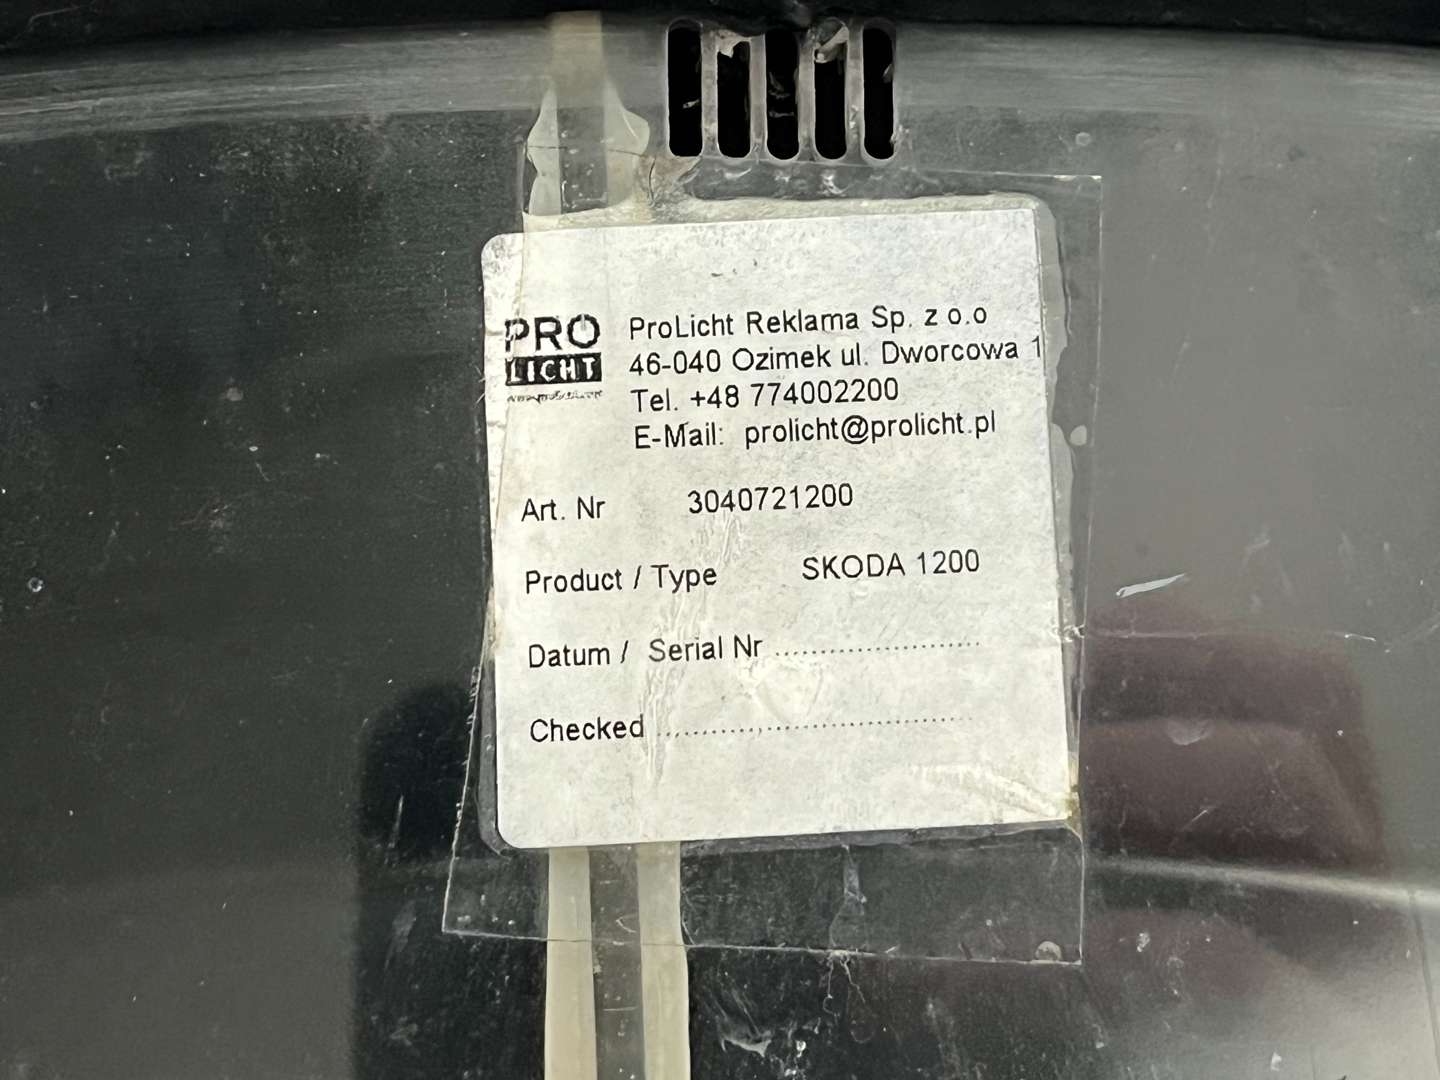 PRO
LICHT
ProLicht Reklama Sp. z o.o
46-040 Ozimek ul. Dworcowa 1
Tel. +48 774002200
E-Mail: prolicht@prolicht.pl
Art. Nr 3040721200
Product / Type SKODA 1200
Datum / Serial Nr ........................
Checked ..................................